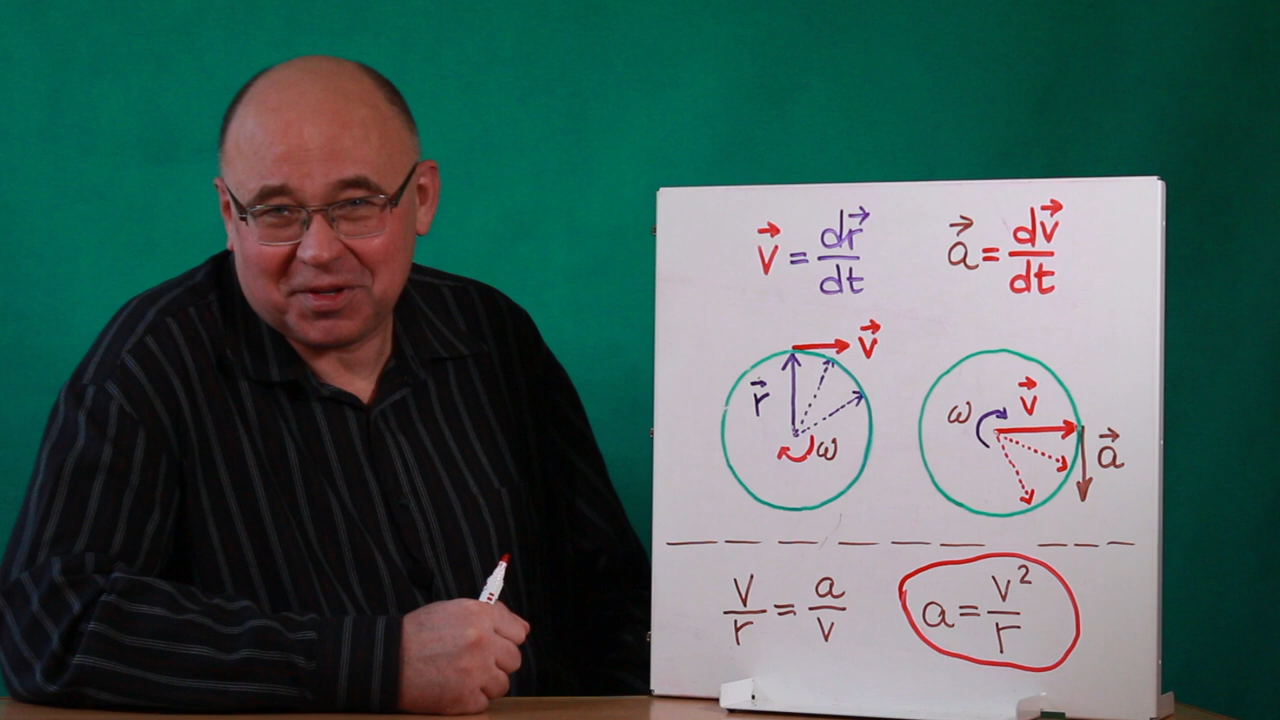 v⃗ = dr⃗/dt a⃗ = dv⃗/dt
v⃗
r⃗ ω
ω v⃗ a⃗
v/r = a/v a = v²/r